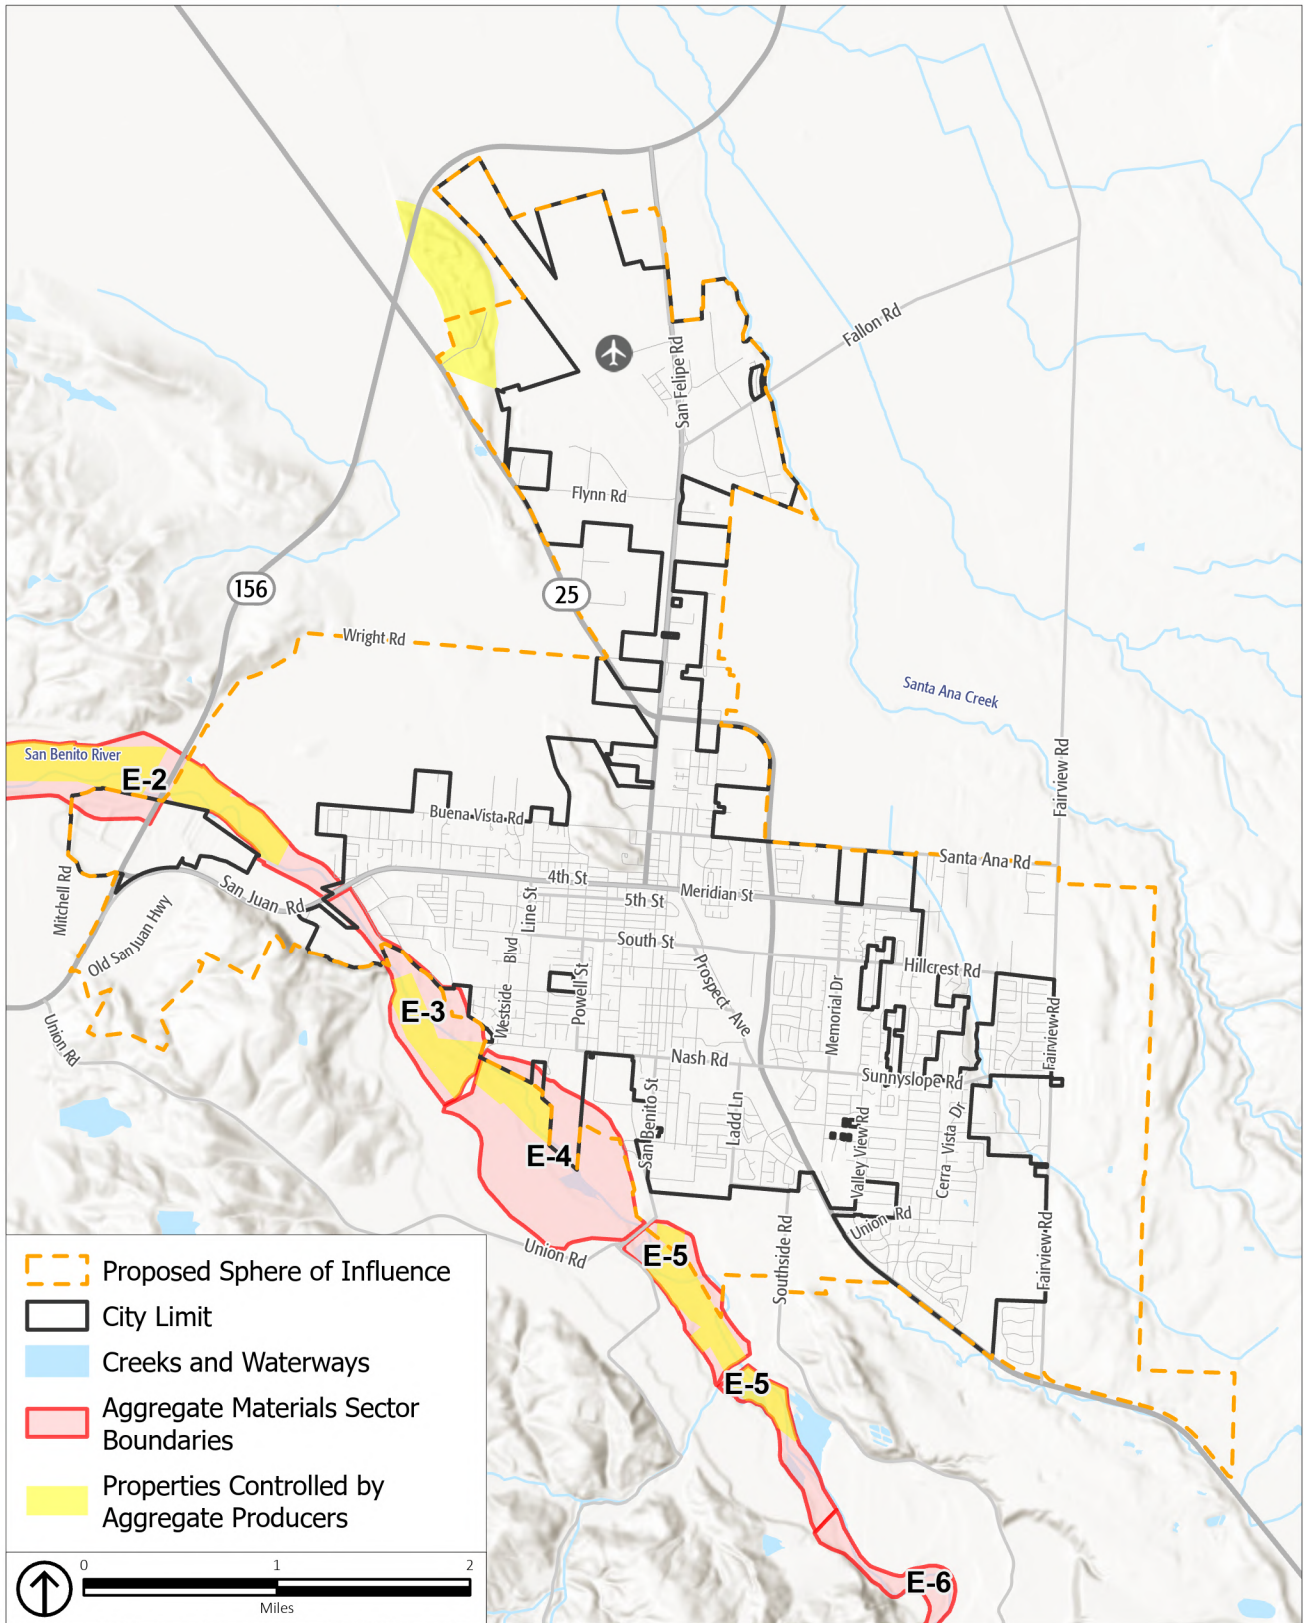 Fallon Rd
San Felipe Rd
Flynn Rd
156
25
Wright Rd
Santa Ana Creek
San Benito River
E-2
Fairview Rd
Buena Vista Rd
Santa Ana Rd
4th St
Meridian St
5th St
Line St
San Juan Rd
Mitchell Rd
Old San Juan Hwy
South St
Blvd
Westside
Powell St
Prospect Ave
Memorial Dr
Hillcrest Rd
E-3
Union Rd
Nash Rd
Fairview Rd
Sunnyslope Rd
San Benito St
Ladd Ln
Valley View Rd
Cerra Vista Dr
E-4
Union Rd
Union Rd
Southside Rd
Fairview Rd
E-5
E-5
E-6
Proposed Sphere of Influence
City Limit
Creeks and Waterways
Aggregate Materials Sector
Boundaries
Properties Controlled by
Aggregate Producers
0 1 2
Miles